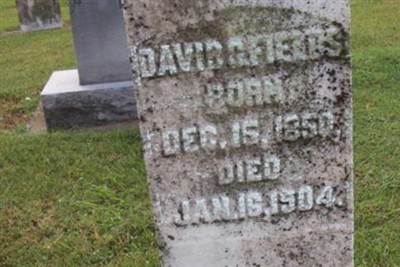 DAVID C. FIELDS
BORN
DEC. 15, 1850.
DIED
JAN. 16, 1904.